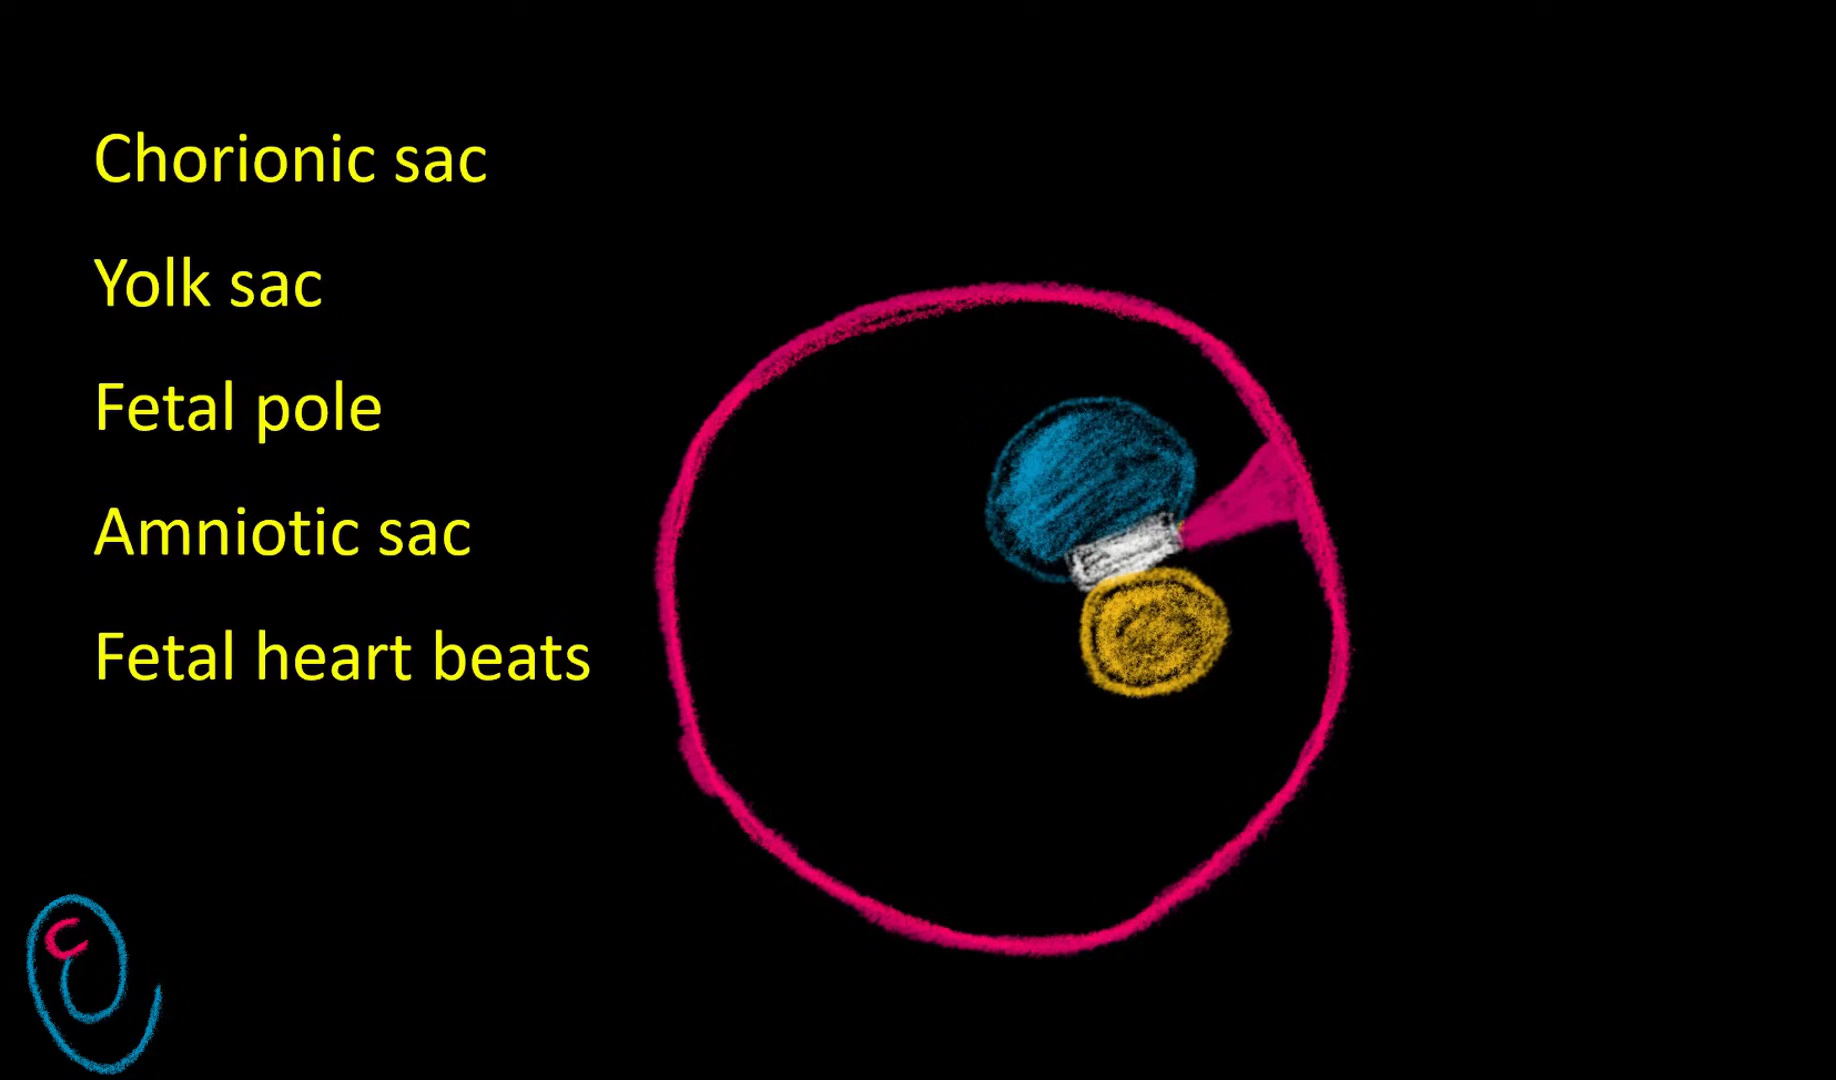 Chorionic sac
Yolk sac
Fetal pole
Amniotic sac
Fetal heart beats